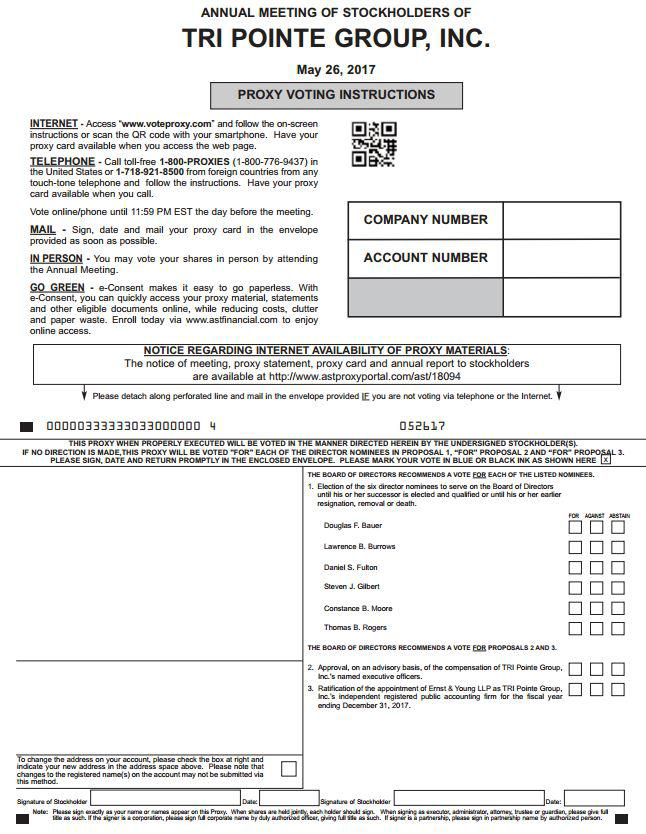 ANNUAL MEETING OF STOCKHOLDERS OF
TRI POINTE GROUP, INC.
May 26, 2017
PROXY VOTING INSTRUCTIONS
INTERNET - Access "www.voteproxy.com" and follow the on-screen
instructions or scan the QR code with your smartphone. Have your
proxy card available when you access the web page.
TELEPHONE - Call toll-free 1-800-PROXIES (1-800-776-9437) in
the United States or 1-718-921-8500 from foreign countries from any
touch-tone telephone and follow the instructions. Have your proxy
card available when you call.
Vote online/phone until 11:59 PM EST the day before the meeting.
MAIL - Sign, date and mail your proxy card in the envelope
provided as soon as possible.
IN PERSON - You may vote your shares in person by attending
the Annual Meeting.
GO GREEN - e-Consent makes it easy to go paperless. With
e-Consent, you can quickly access your proxy material, statements
and other eligible documents online, while reducing costs, clutter
and paper waste. Enroll today via www.astfinancial.com to enjoy
online access.
COMPANY NUMBER
ACCOUNT NUMBER
NOTICE REGARDING INTERNET AVAILABILITY OF PROXY MATERIALS:
The notice of meeting, proxy statement, proxy card and annual report to stockholders
are available at http://www.astproxyportal.com/ast/18094
Please detach along perforated line and mail in the envelope provided IF you are not voting via telephone or the Internet.
00000333333033000000 4 052617
THIS PROXY WHEN PROPERLY EXECUTED WILL BE VOTED IN THE MANNER DIRECTED HEREIN BY THE UNDERSIGNED STOCKHOLDER(S).
IF NO DIRECTION IS MADE,THIS PROXY WILL BE VOTED "FOR" EACH OF THE DIRECTOR NOMINEES IN PROPOSAL 1, "FOR" PROPOSAL 2 AND "FOR" PROPOSAL 3.
PLEASE SIGN, DATE AND RETURN PROMPTLY IN THE ENCLOSED ENVELOPE. PLEASE MARK YOUR VOTE IN BLUE OR BLACK INK AS SHOWN HERE X
THE BOARD OF DIRECTORS RECOMMENDS A VOTE FOR EACH OF THE LISTED NOMINEES.
1. Election of the six director nominees to serve on the Board of Directors
until his or her successor is elected and qualified or until his or her earlier
resignation, removal or death.
FOR AGAINST ABSTAIN
Douglas F. Bauer
Lawrence B. Burrows
Daniel S. Fulton
Steven J. Gilbert
Constance B. Moore
Thomas B. Rogers
THE BOARD OF DIRECTORS RECOMMENDS A VOTE FOR PROPOSALS 2 AND 3.
2. Approval, on an advisory basis, of the compensation of TRI Pointe Group,
Inc.'s named executive officers.
3. Ratification of the appointment of Ernst & Young LLP as TRI Pointe Group,
Inc.'s independent registered public accounting firm for the fiscal year
ending December 31, 2017.
To change the address on your account, please check the box at right and
indicate your new address in the address space above. Please note that
changes to the registered name(s) on the account may not be submitted via
this method.
Signature of Stockholder Date: Signature of Stockholder Date:
Note: Please sign exactly as your name or names appear on this Proxy. When shares are held jointly, each holder should sign. When signing as executor, administrator, attorney, trustee or guardian, please give full
title as such. If the signer is a corporation, please sign full corporate name by duly authorized officer, giving full title as such. If signer is a partnership, please sign in partnership name by authorized person.